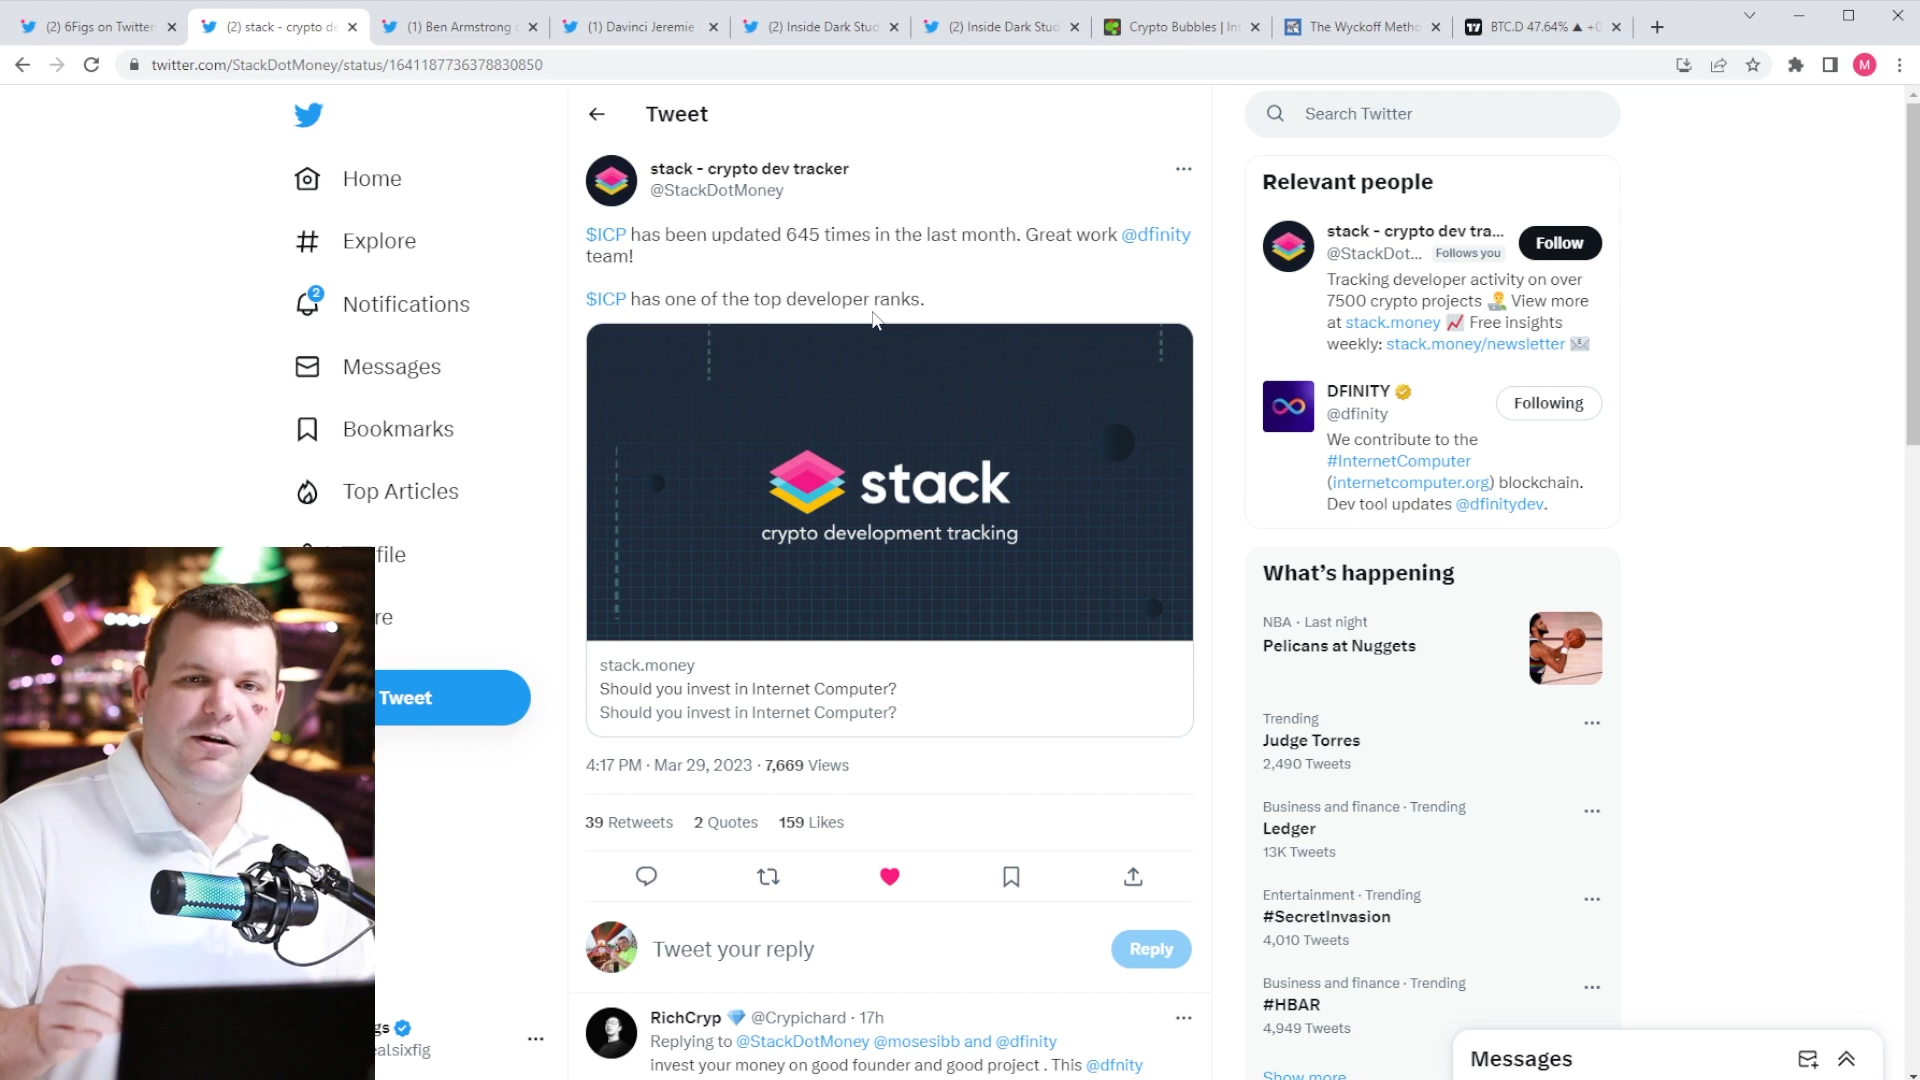 (2) 6Figs on Twitter
(2) stack - crypto de
(1) Ben Armstrong
(1) Davinci Jeremie
(2) Inside Dark Stud
(2) Inside Dark Stud
Crypto Bubbles | Int
The Wyckoff Metho
BTC.D 47.64% ▲ +0
twitter.com/StackDotMoney/status/1641187736378830850
M
Home
Explore
2
Notifications
Messages
Bookmarks
Top Articles
file
re
Tweet
gs
ealsixfig
Tweet
stack - crypto dev tracker
@StackDotMoney
$ICP has been updated 645 times in the last month. Great work @dfinity
team!
$ICP has one of the top developer ranks.
stack
crypto development tracking
stack.money
Should you invest in Internet Computer?
Should you invest in Internet Computer?
4:17 PM · Mar 29, 2023 · 7,669 Views
39 Retweets 2 Quotes 159 Likes
Tweet your reply
Reply
RichCryp 💎 @Crypichard · 17h
Replying to @StackDotMoney @mosesibb and @dfinity
invest your money on good founder and good project . This @dfnity
Search Twitter
Relevant people
stack - crypto dev tra...
@StackDot... Follows you
Follow
Tracking developer activity on over
7500 crypto projects 👨‍💻 View more
at stack.money 📈 Free insights
weekly: stack.money/newsletter 📧
DFINITY
@dfinity
Following
We contribute to the
#InternetComputer
(internetcomputer.org) blockchain.
Dev tool updates @dfinitydev.
What's happening
NBA · Last night
Pelicans at Nuggets
Trending
Judge Torres
2,490 Tweets
Business and finance · Trending
Ledger
13K Tweets
Entertainment · Trending
#SecretInvasion
4,010 Tweets
Business and finance · Trending
#HBAR
4,949 Tweets
Show more
Messages